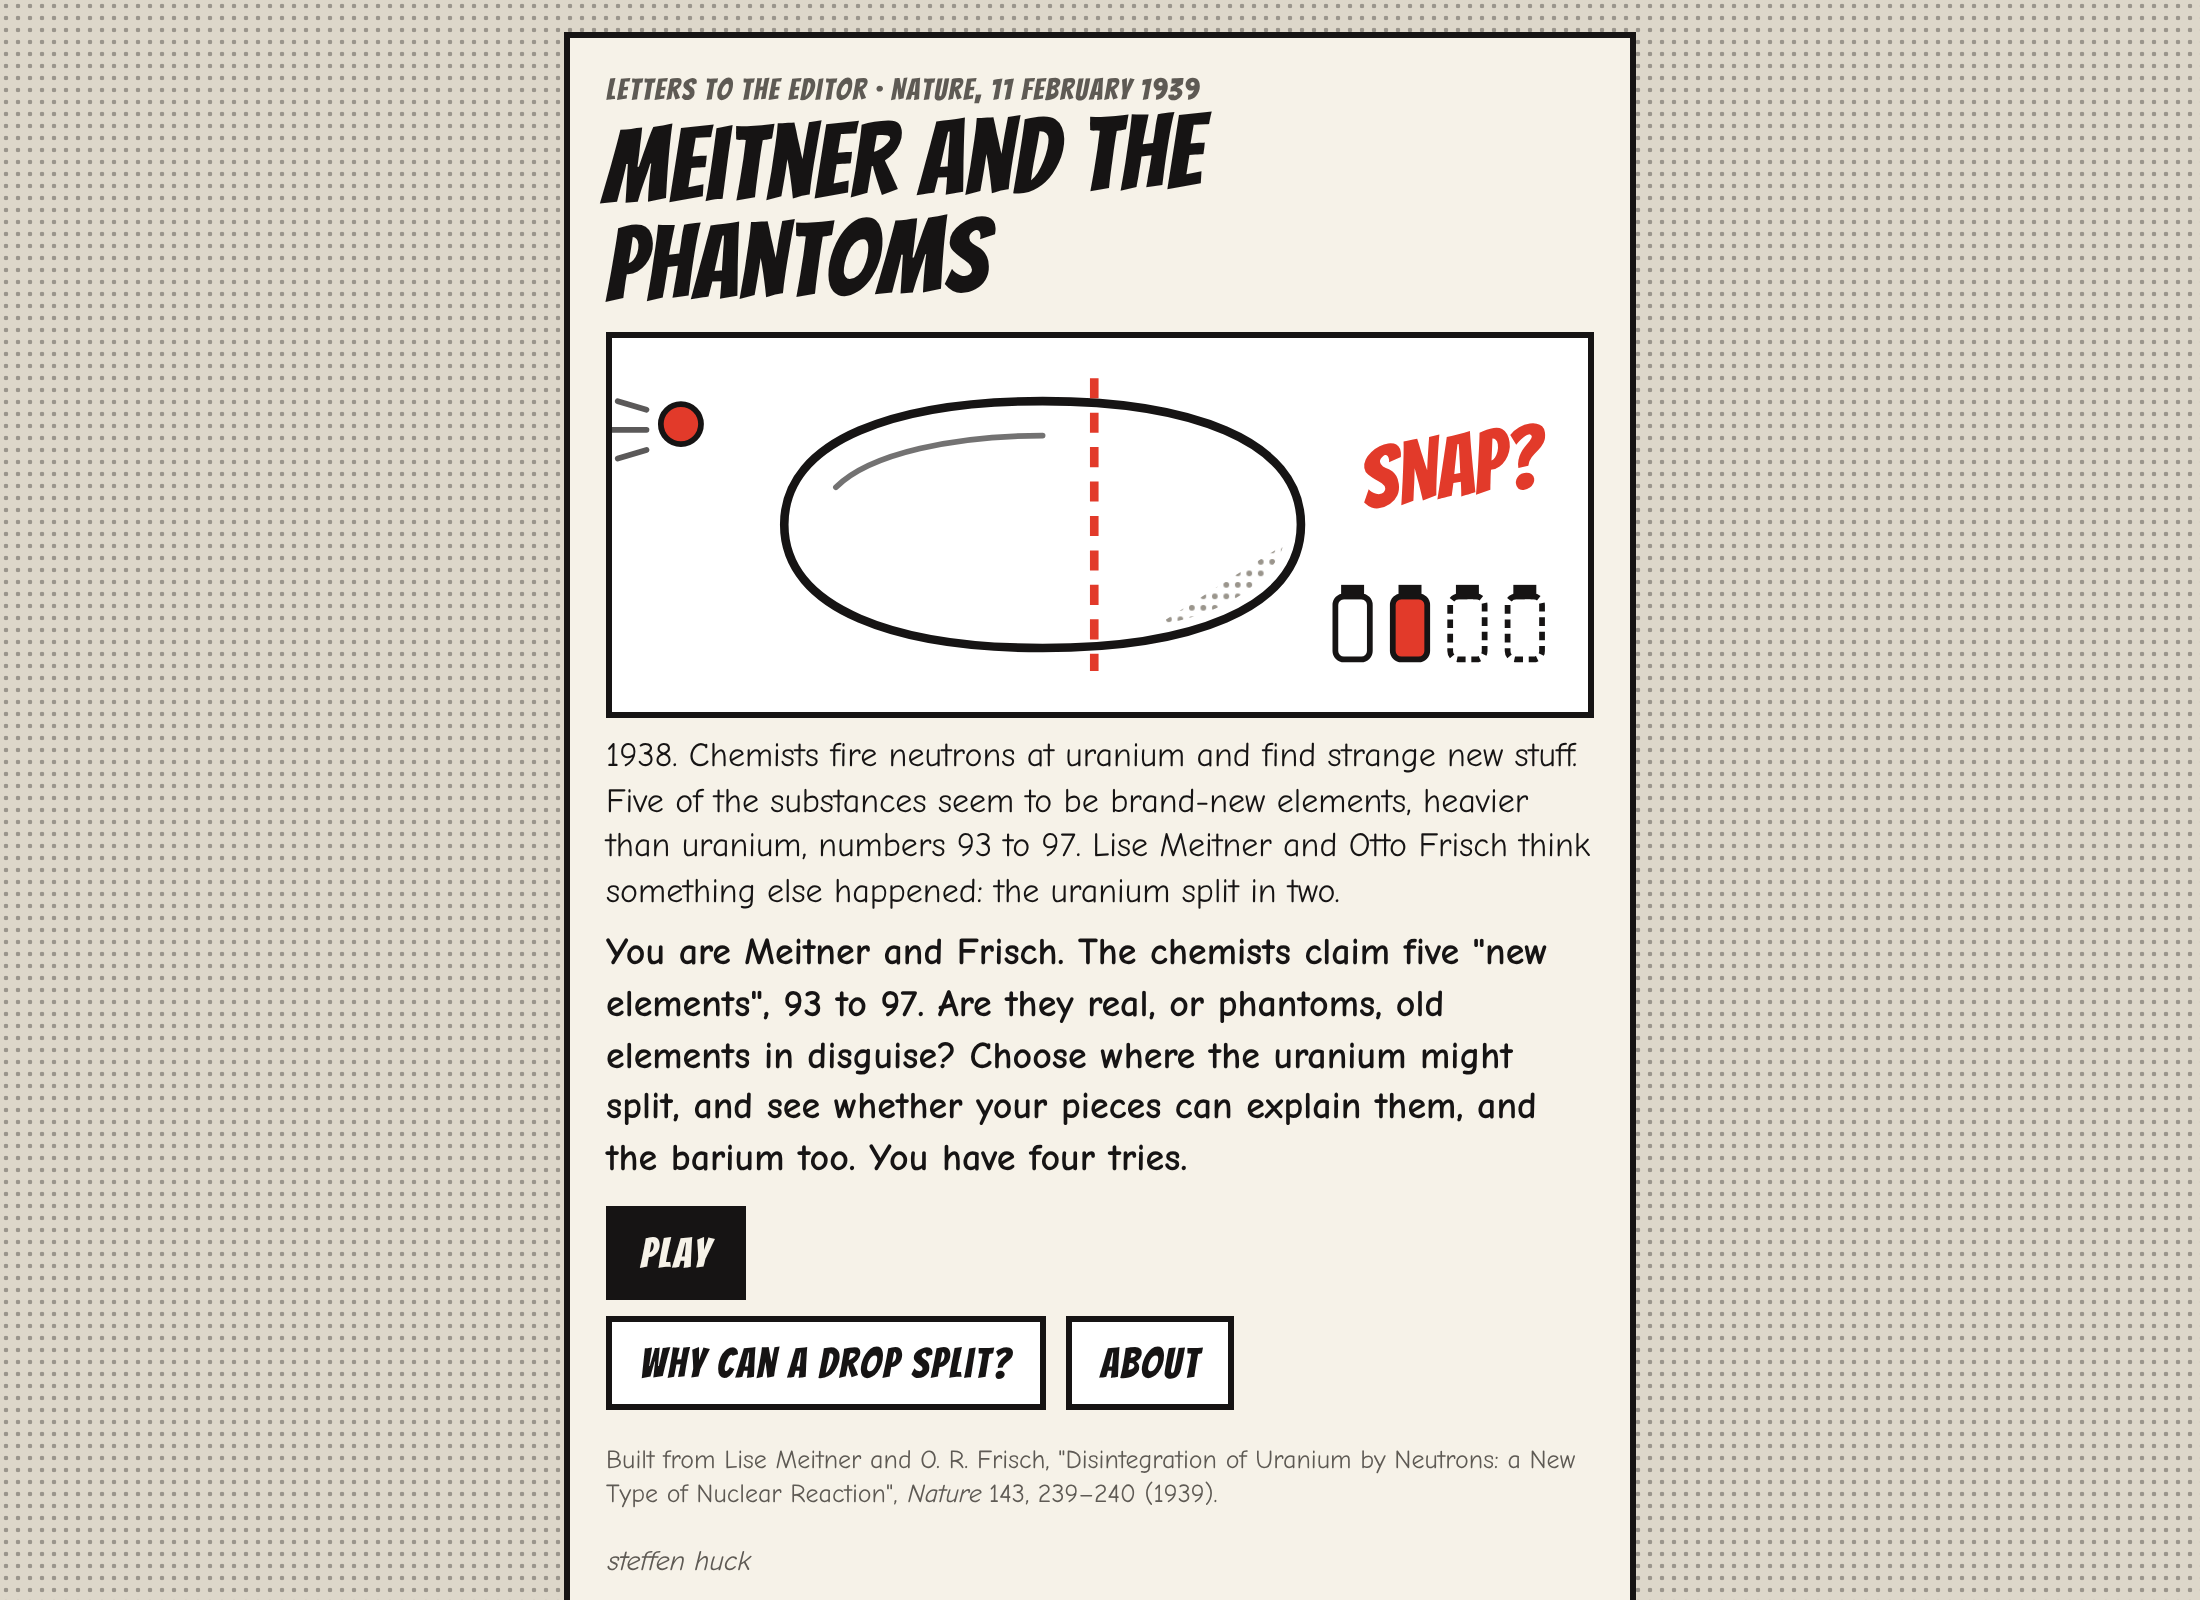 LETTERS TO THE EDITOR • NATURE, 11 FEBRUARY 1939
MEITNER AND THE
PHANTOMS
SNAP?
1938. Chemists fire neutrons at uranium and find strange new stuff.
Five of the substances seem to be brand-new elements, heavier
than uranium, numbers 93 to 97. Lise Meitner and Otto Frisch think
something else happened: the uranium split in two.
You are Meitner and Frisch. The chemists claim five "new
elements", 93 to 97. Are they real, or phantoms, old
elements in disguise? Choose where the uranium might
split, and see whether your pieces can explain them, and
the barium too. You have four tries.
PLAY
WHY CAN A DROP SPLIT?
ABOUT
Built from Lise Meitner and O. R. Frisch, "Disintegration of Uranium by Neutrons: a New
Type of Nuclear Reaction", Nature 143, 239–240 (1939).
steffen huck